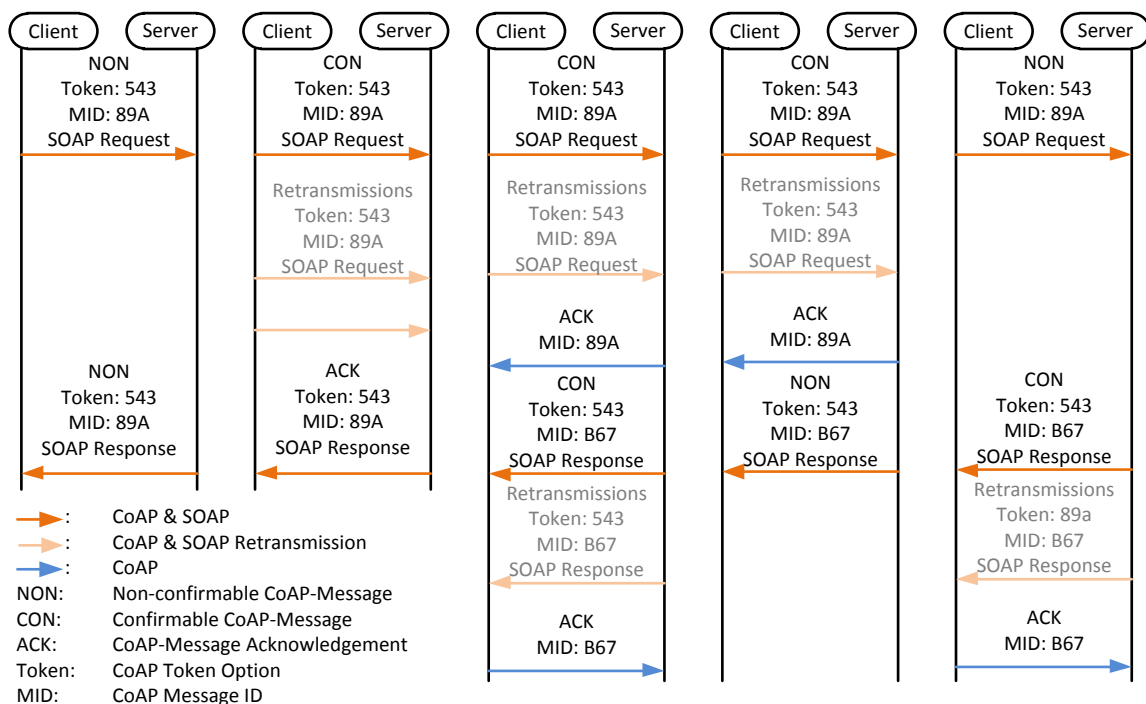 Client Server
NON
Token: 543
MID: 89A
SOAP Request
NON
Token: 543
MID: 89A
SOAP Response
Client Server
CON
Token: 543
MID: 89A
SOAP Request
Retransmissions
Token: 543
MID: 89A
SOAP Request
ACK
Token: 543
MID: 89A
SOAP Response
Client Server
CON
Token: 543
MID: 89A
SOAP Request
Retransmissions
Token: 543
MID: 89A
SOAP Request
ACK
MID: 89A
CON
Token: 543
MID: B67
SOAP Response
Retransmissions
Token: 543
MID: B67
SOAP Response
ACK
MID: B67
Client Server
CON
Token: 543
MID: 89A
SOAP Request
Retransmissions
Token: 543
MID: 89A
SOAP Request
ACK
MID: 89A
NON
Token: 543
MID: B67
SOAP Response
Client Server
NON
Token: 543
MID: 89A
SOAP Request
CON
Token: 543
MID: B67
SOAP Response
Retransmissions
Token: 89a
MID: B67
SOAP Response
ACK
MID: B67
: CoAP & SOAP
: CoAP & SOAP Retransmission
: CoAP
NON: Non-confirmable CoAP-Message
CON: Confirmable CoAP-Message
ACK: CoAP-Message Acknowledgement
Token: CoAP Token Option
MID: CoAP Message ID